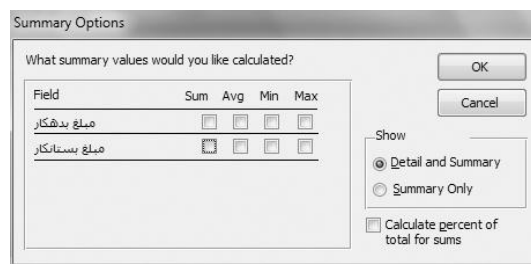 Summary Options
What summary values would you like calculated?
Field Sum Avg Min Max
مبلغ بدهکار
مبلغ بستانکار
OK
Cancel
Show
Detail and Summary
Summary Only
Calculate percent of
total for sums